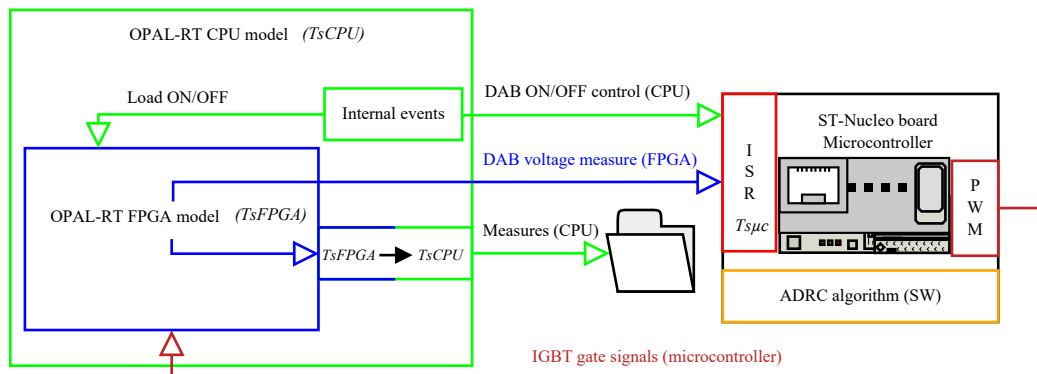 OPAL-RT CPU model (TsCPU)
Load ON/OFF
Internal events
DAB ON/OFF control (CPU)
ST-Nucleo board
Microcontroller
I
S
R
Tsµc
DAB voltage measure (FPGA)
OPAL-RT FPGA model (TsFPGA)
P
W
M
Measures (CPU)
TsFPGA
TsCPU
ADRC algorithm (SW)
IGBT gate signals (microcontroller)